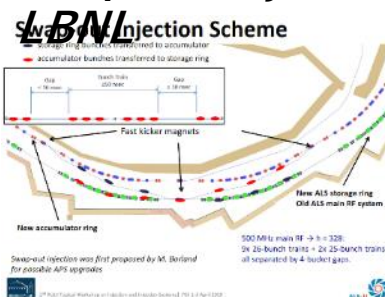 LBNL
Swap-out Injection Scheme
storage ring bunches transferred to accumulator
accumulator bunches transferred to storage ring
Gap
Bunch Train
Gap
Fast kicker magnets
New ALS storage ring
Old ALS main RF system
New accumulator ring
500 MHz main RF → h = 328:
9x 26-bunch trains + 2x 25-bunch trains
all separated by 4-bucket gaps.
Swap-out injection was first proposed by M. Borland
for possible APS upgrades